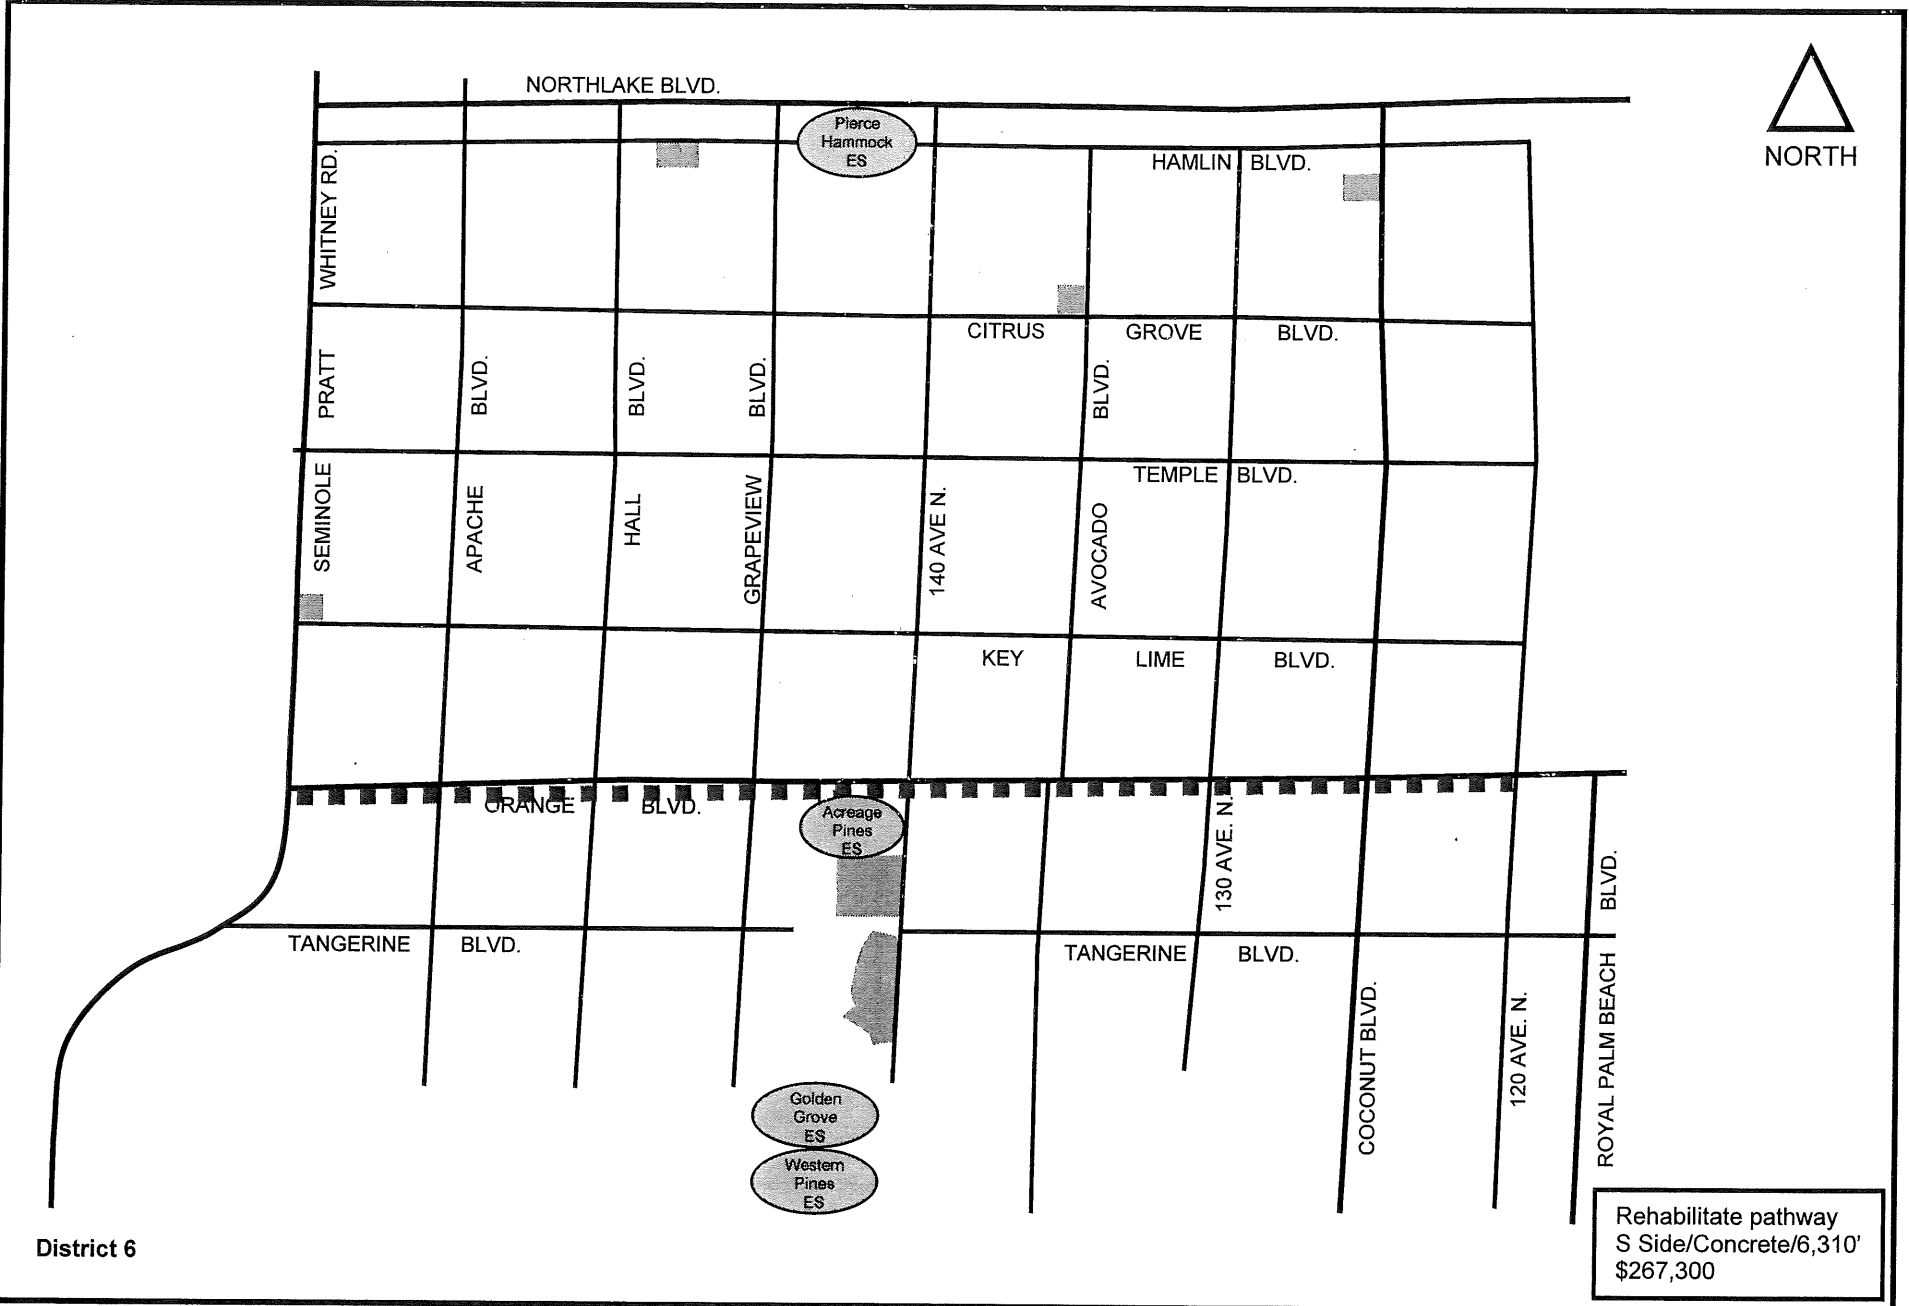 NORTHLAKE BLVD.
Pierce
Hammock
ES
NORTH
HAMLIN BLVD.
WHITNEY RD.
CITRUS GROVE BLVD.
PRATT
BLVD.
BLVD.
BLVD.
BLVD.
TEMPLE BLVD.
SEMINOLE
APACHE
HALL
GRAPEVIEW
140 AVE N.
AVOCADO
KEY LIME BLVD.
ORANGE BLVD.
Acreage
Pines
ES
130 AVE. N.
BLVD.
TANGERINE BLVD.
TANGERINE BLVD.
COCONUT BLVD.
120 AVE. N.
ROYAL PALM BEACH
Golden
Grove
ES
Western
Pines
ES
District 6
Rehabilitate pathway
S Side/Concrete/6,310'
$267,300